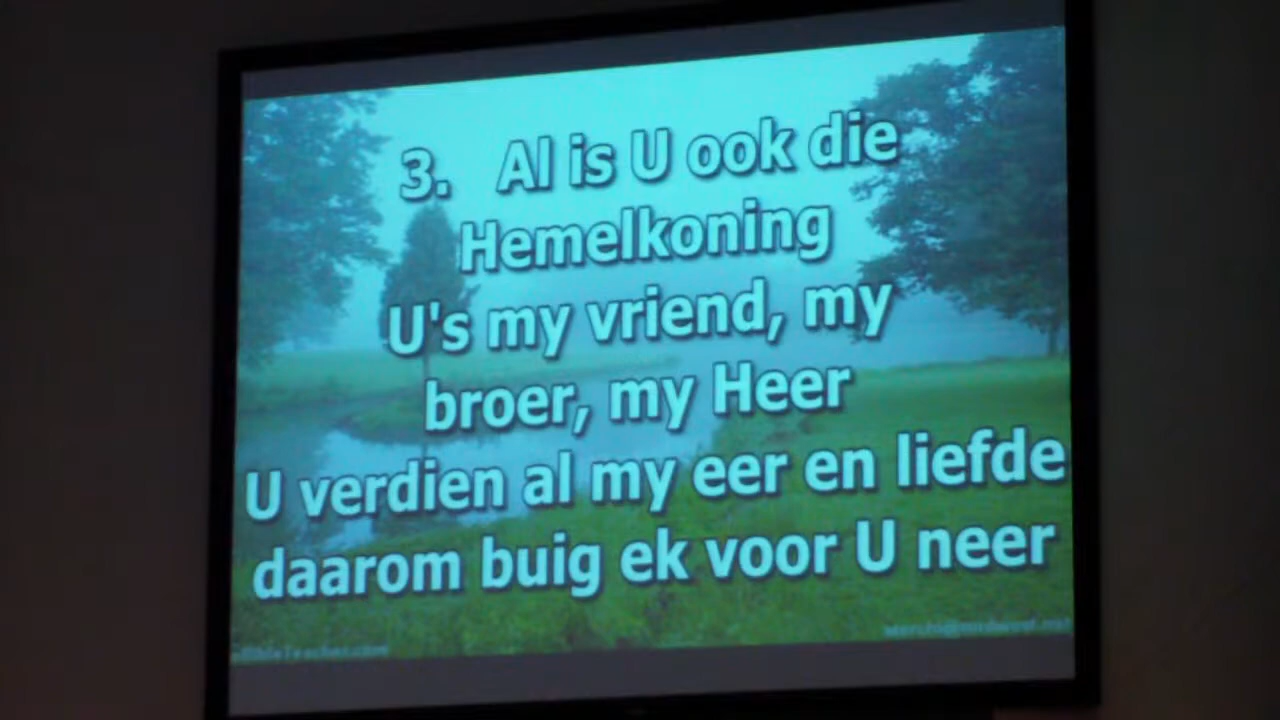 3. Al is U ook die
Hemelkoning
U's my vriend, my
broer, my Heer
U verdien al my eer en liefde
daarom buig ek voor U neer